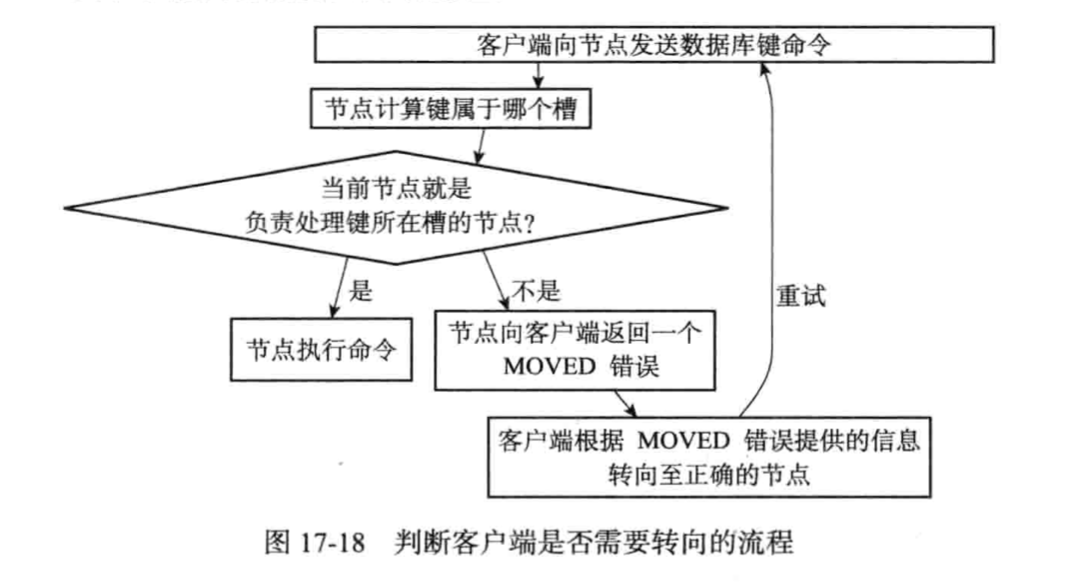 客户端向节点发送数据库键命令
节点计算键属于哪个槽
当前节点就是
负责处理键所在槽的节点?
是
不是
重试
节点执行命令
节点向客户端返回一个
MOVED 错误
客户端根据 MOVED 错误提供的信息
转向至正确的节点
图 17-18 判断客户端是否需要转向的流程